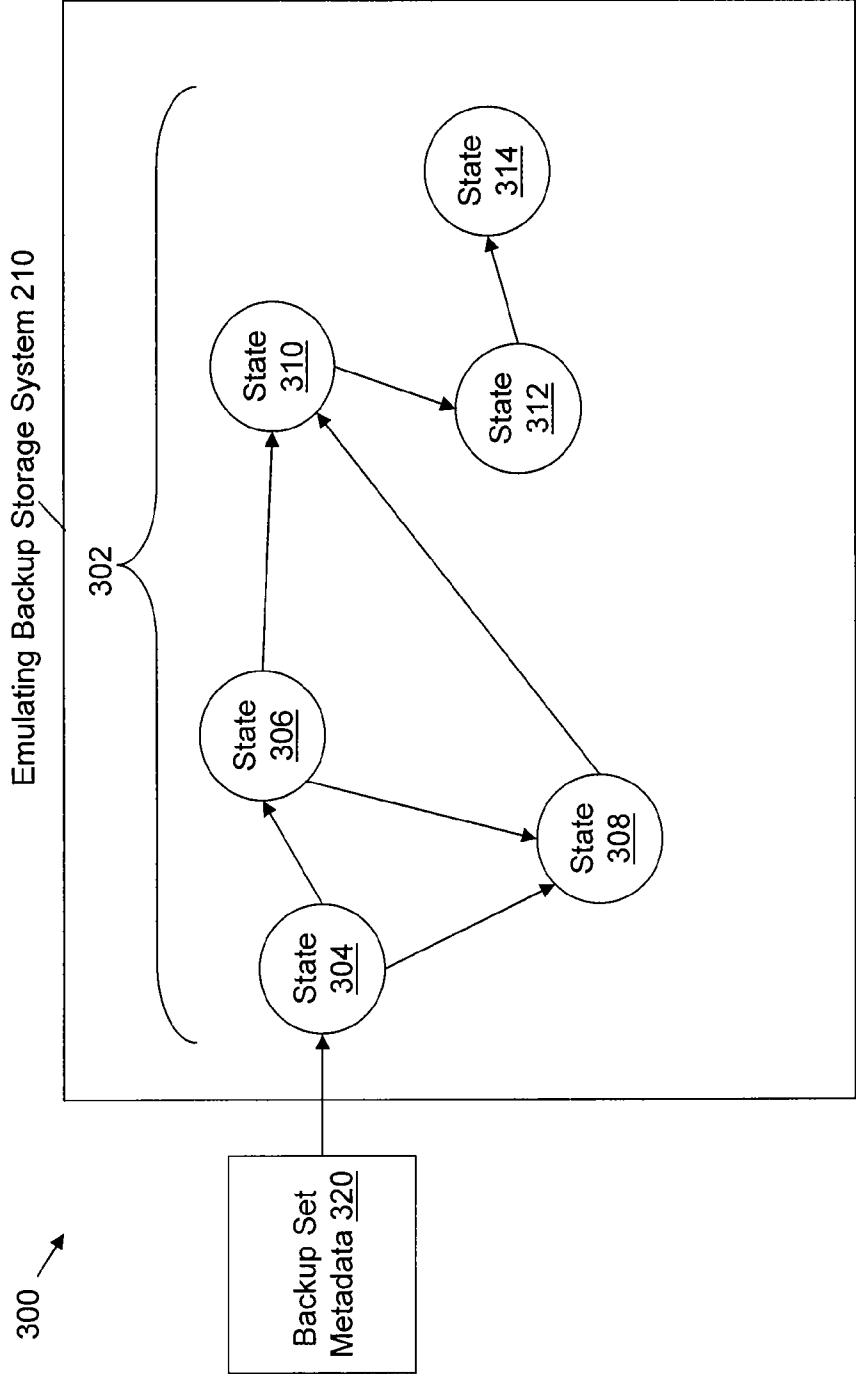 300
Emulating Backup Storage System 210
302
Backup Set
Metadata 320
State
304
State
306
State
308
State
310
State
312
State
314